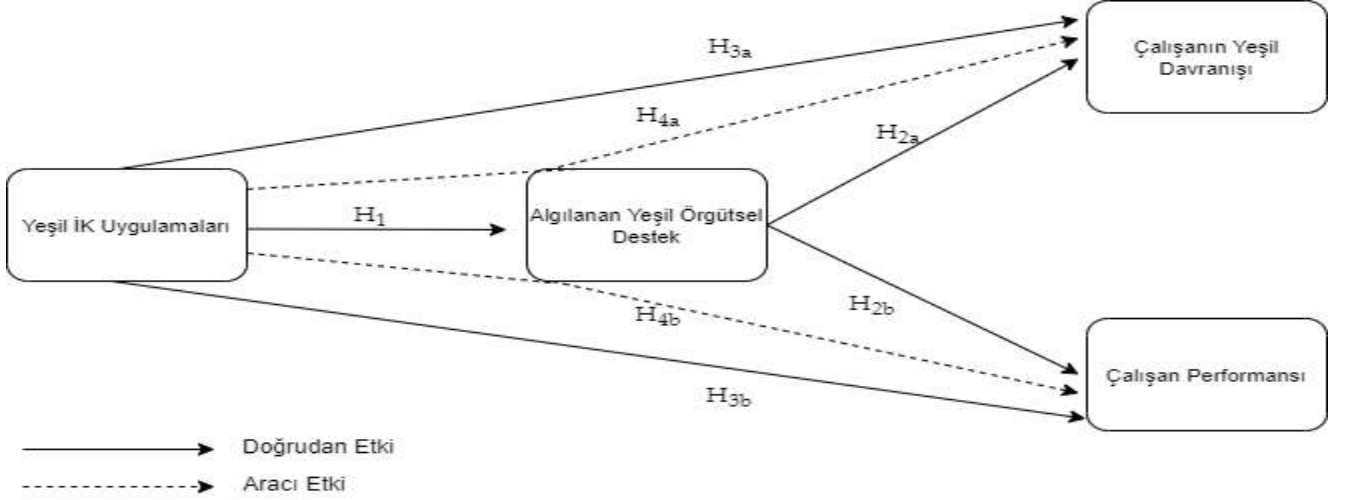 H3a
Çalışanın Yeşil
Davranışı
H4a
H2a
Yeşil İK Uygulamaları
H1
Algılanan Yeşil Örgütsel
Destek
H2b
H4b
Çalışan Performansı
H3b
Doğrudan Etki
Aracı Etki